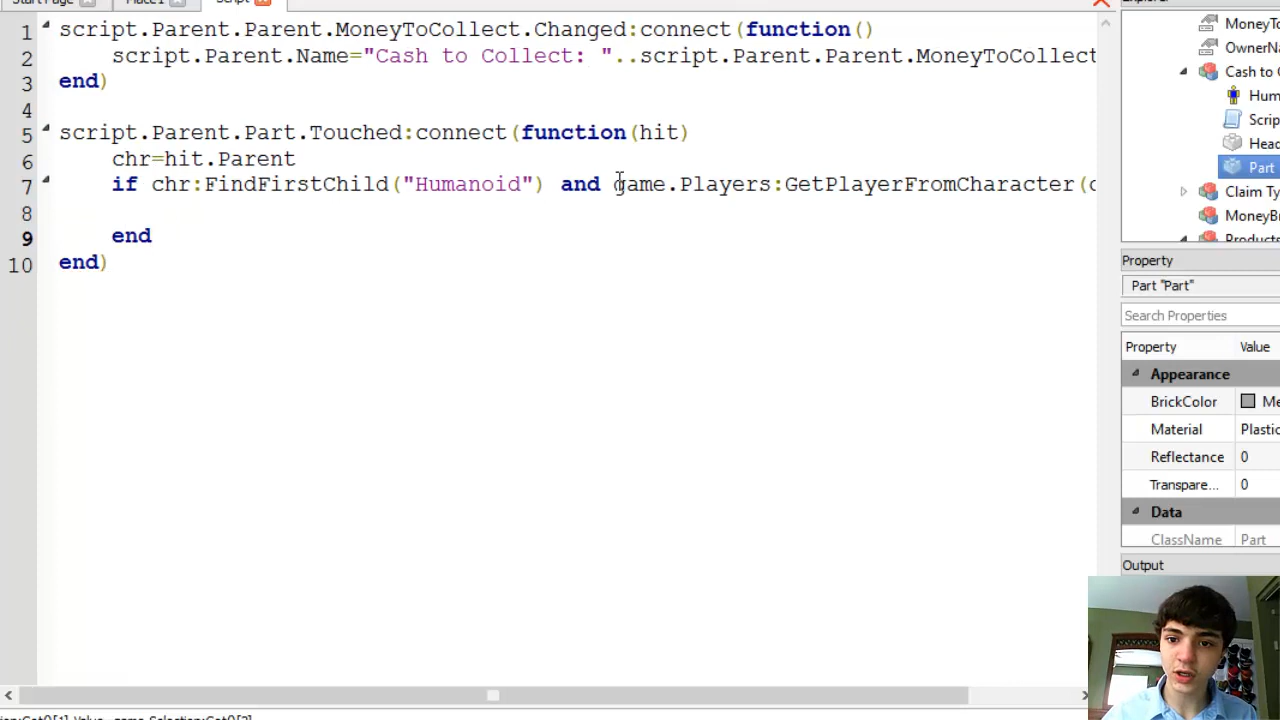 Start Page
Place1
Script
1 script.Parent.Parent.MoneyToCollect.Changed:connect(function()
2 script.Parent.Name="Cash to Collect: "..script.Parent.Parent.MoneyToCollect
3 end)
4
5 script.Parent.Part.Touched:connect(function(hit)
6 chr=hit.Parent
7 if chr:FindFirstChild("Humanoid") and game.Players:GetPlayerFromCharacter(
8
9 end
10 end)
MoneyTo
OwnerNa
Cash to C
Hum
Scrip
Head
Part
Claim Ty
MoneyBr
Products
Property
Part "Part"
Search Properties
Property Value
Appearance
BrickColor Me
Material Plastic
Reflectance 0
Transpare... 0
Data
ClassName Part
Output